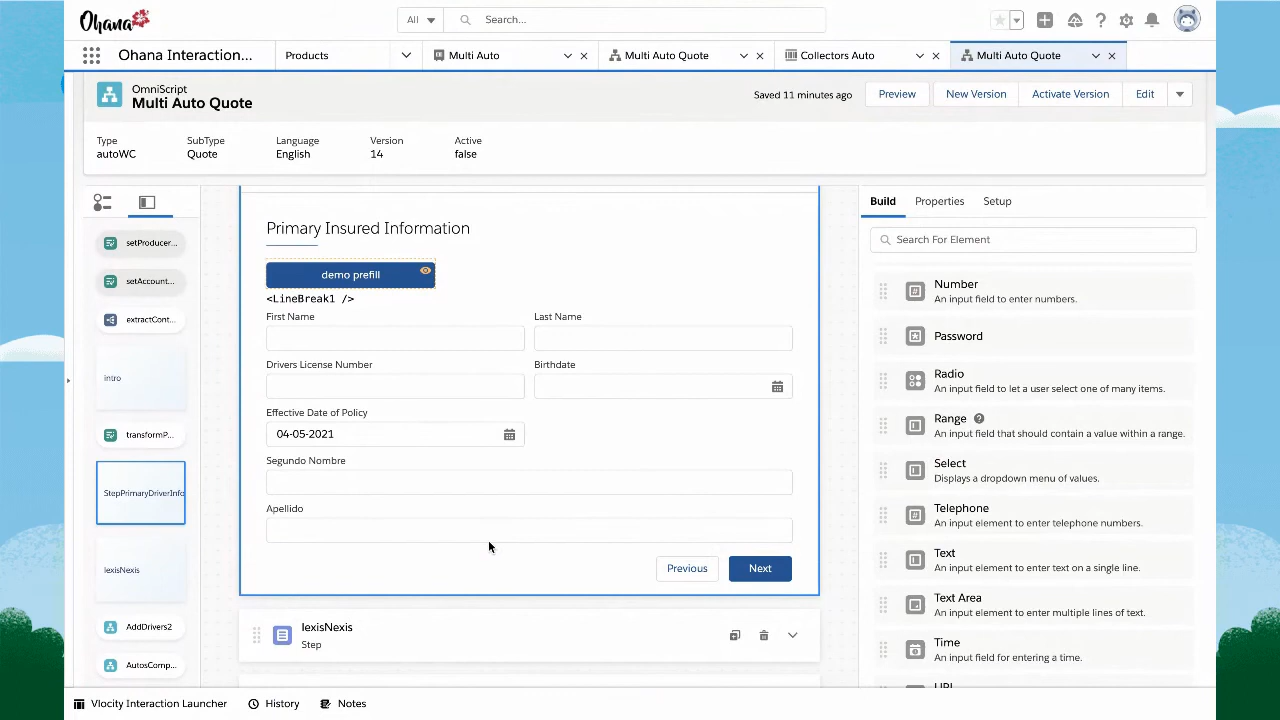 Ohana
All
Search...
Ohana Interaction...
Products
Multi Auto
Multi Auto Quote
Collectors Auto
Multi Auto Quote
OmniScript
Multi Auto Quote
Saved 11 minutes ago
Preview
New Version
Activate Version
Edit
Type
autoWC
SubType
Quote
Language
English
Version
14
Active
false
setProducer...
setAccount...
extractCont...
intro
transformP...
StepPrimaryDriverInfo
lexisNexis
AddDrivers2
AutosComp...
Primary Insured Information
demo prefill
<LineBreak1 />
First Name
Last Name
Drivers License Number
Birthdate
Effective Date of Policy
04-05-2021
Segundo Nombre
Apellido
Previous
Next
lexisNexis
Step
Build
Properties
Setup
Search For Element
Number
An input field to enter numbers.
Password
Radio
An input field to let a user select one of many items.
Range
An input field that should contain a value within a range.
Select
Displays a dropdown menu of values.
Telephone
An input element to enter telephone numbers.
Text
An input element to enter text on a single line.
Text Area
An input element to enter multiple lines of text.
Time
An input field for entering a time.
URL
Vlocity Interaction Launcher
History
Notes